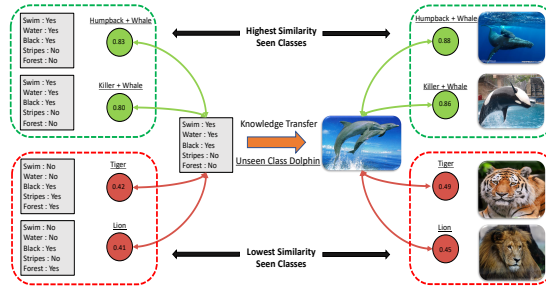 Swim : Yes
Water : Yes
Black : Yes
Stripes : No
Forest : No
Humpback + Whale
0.83
Highest Similarity
Seen Classes
Humpback + Whale
0.88
Swim : Yes
Water : Yes
Black : Yes
Stripes : No
Forest : No
Killer + Whale
0.80
Killer + Whale
0.86
Swim : Yes
Water : Yes
Black : Yes
Stripes : No
Forest : No
Knowledge Transfer
Unseen Class Dolphin
Swim : No
Water : No
Black : Yes
Stripes : Yes
Forest : Yes
Tiger
0.42
Tiger
0.49
Swim : No
Water : No
Black : Yes
Stripes : No
Forest : Yes
Lion
0.41
Lowest Similarity
Seen Classes
Lion
0.45